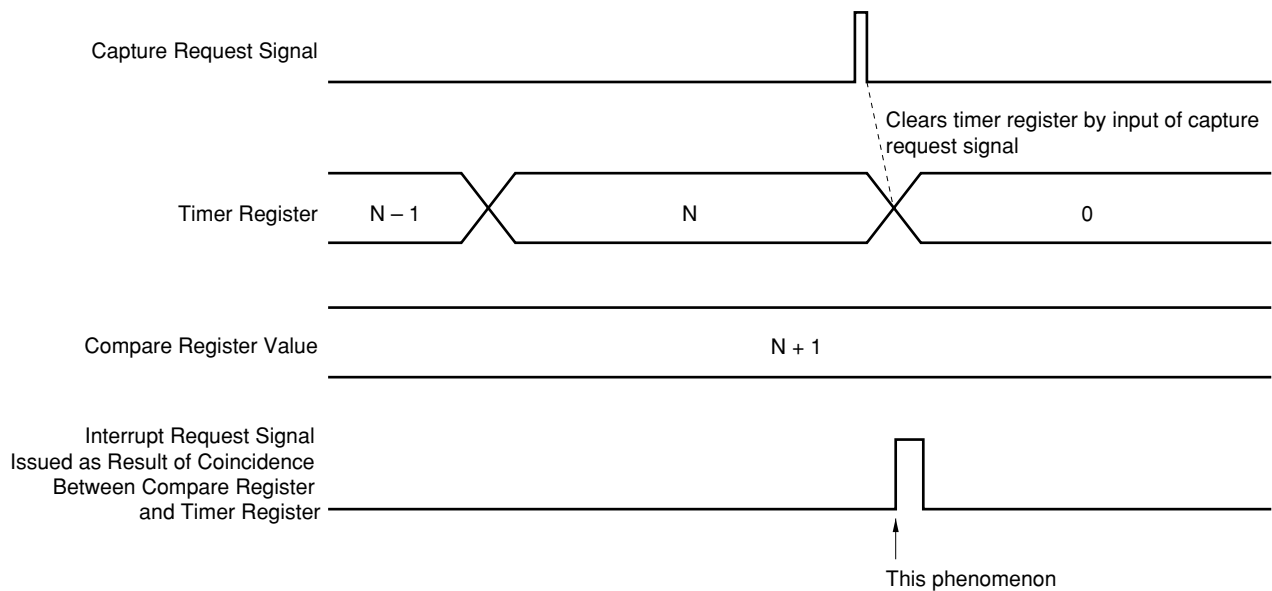 Capture Request Signal
Clears timer register by input of capture
request signal
Timer Register
N – 1
N
0
Compare Register Value
N + 1
Interrupt Request Signal
Issued as Result of Coincidence
Between Compare Register
and Timer Register
This phenomenon